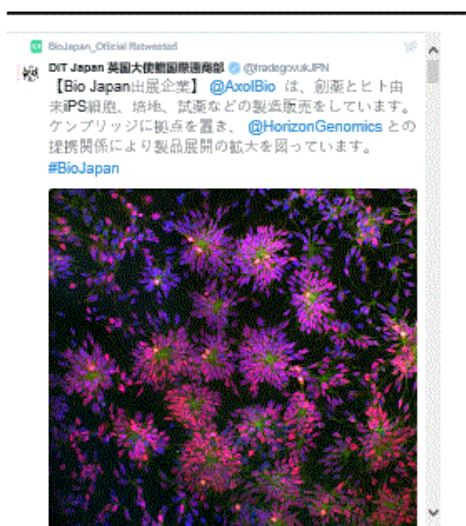 BioJapan_Official Retweeted
DIT Japan 英国大使館国際通商部 @tradegovukJPN
【Bio Japan出展企業】 @AxolBio は、創薬とヒト由
来iPS細胞、培地、試薬などの製造販売をしています。
ケンブリッジに拠点を置き、 @HorizonGenomics との
提携関係により製品展開の拡大を図っています。
#BioJapan